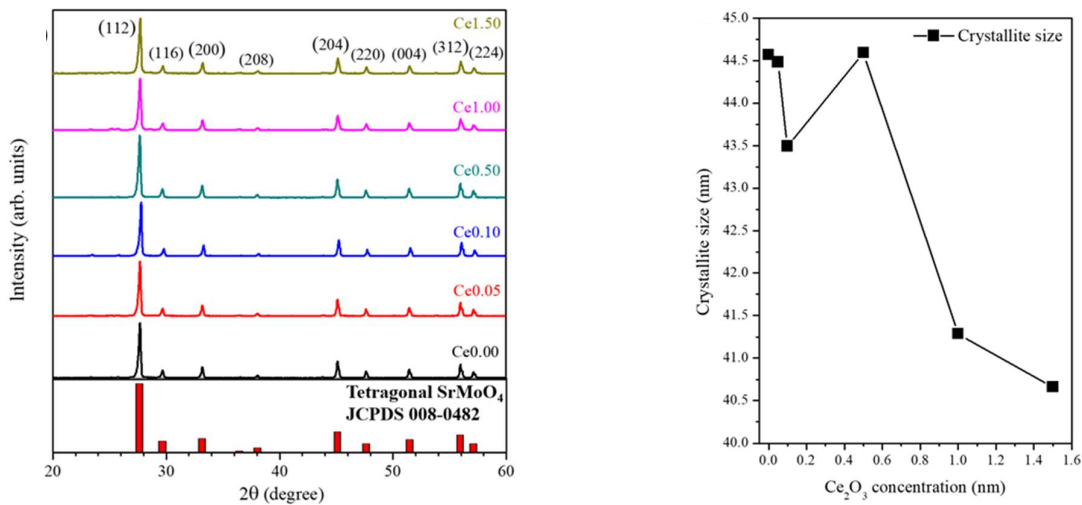 )
(112)
(116)
(200)
(208)
(204)
(220)
(004)
(312)
(224)
Ce1.50
Ce1.00
Ce0.50
Ce0.10
Ce0.05
Ce0.00
Tetragonal SrMoO₄
JCPDS 008-0482
Intensity (arb. units)
20 30 40 50 60
2θ (degree)
Crystallite size
45.0
44.5
44.0
43.5
43.0
42.5
42.0
41.5
41.0
40.5
40.0
Crystallite size (nm)
0.0 0.2 0.4 0.6 0.8 1.0 1.2 1.4 1.6
Ce₂O₃ concentration (nm)